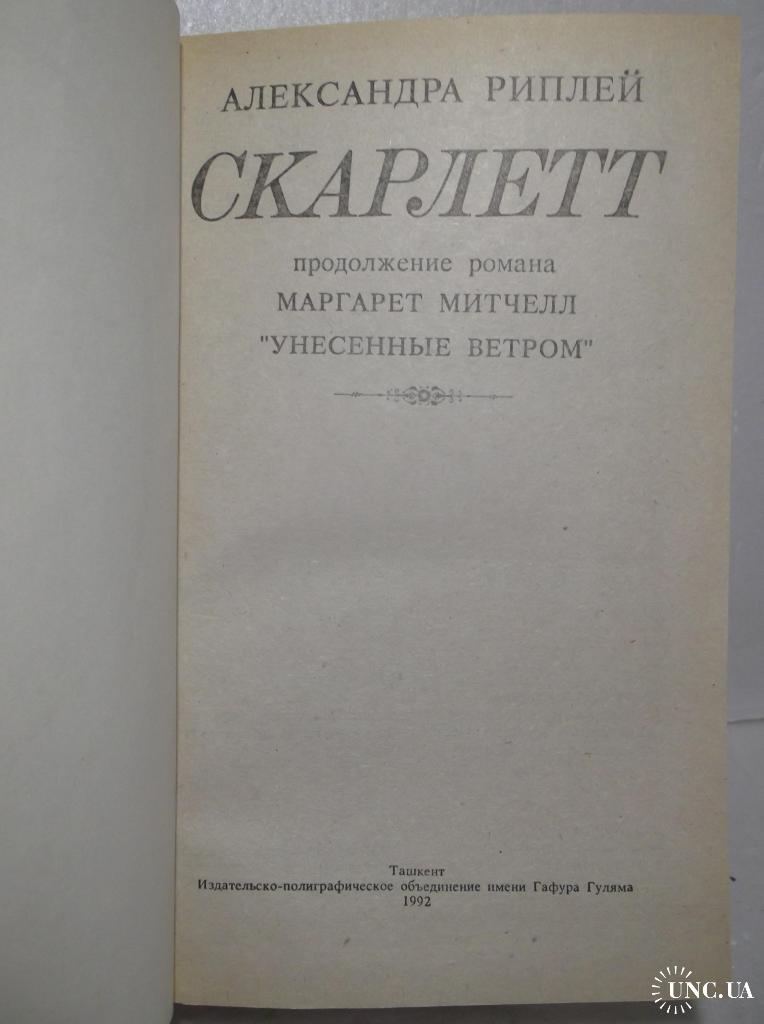 АЛЕКСАНДРА РИПЛЕЙ
СКАРЛЕТТ
продолжение романа
МАРГАРЕТ МИТЧЕЛЛ
"УНЕСЕННЫЕ ВЕТРОМ"
Ташкент
Издательско-полиграфическое объединение имени Гафура Гуляма
1992
UNC.UA